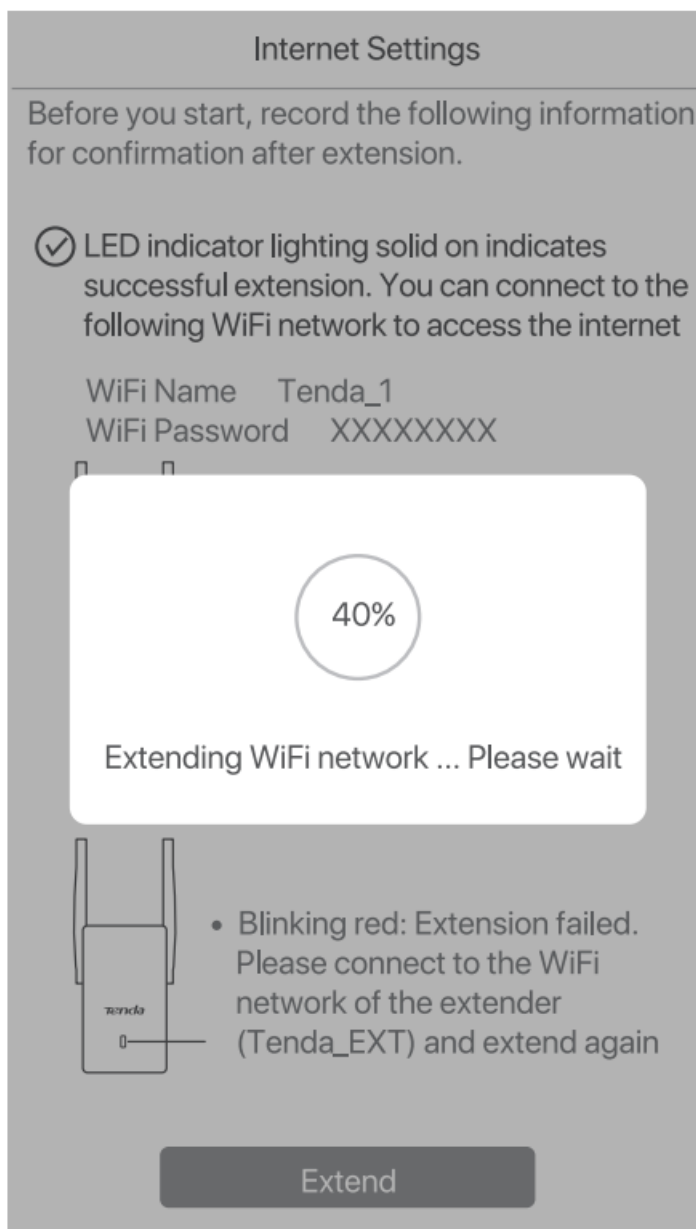 Internet Settings
Before you start, record the following information
for confirmation after extension.
LED indicator lighting solid on indicates
successful extension. You can connect to the
following WiFi network to access the internet
WiFi Name Tenda_1
WiFi Password XXXXXXXX
40%
Extending WiFi network ... Please wait
• Blinking red: Extension failed.
Please connect to the WiFi
network of the extender
(Tenda_EXT) and extend again
Tenda
Extend